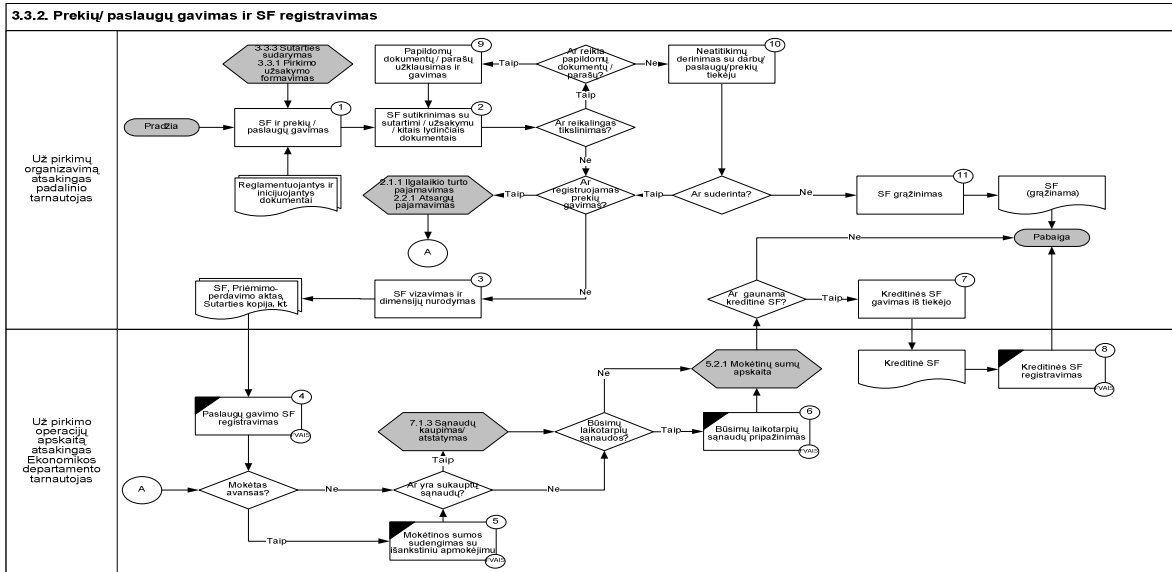 3.3.2. Prekių/ paslaugų gavimas ir SF registravimas
Už pirkimų
organizavimą
atsakingas
padalinio
tarnautojas
3.3.3 Sutarties
sudarymas
3.3.1 Pirkimo
užsakymo
formavimas
9
Papildomų
dokumentų / parašų
užklausimas ir
gavimas
Taip
Ar reikia
papildomų
dokumentų /
parašų?
Ne
10
Neatitikimų
derinimas su darbų/
paslaugų/prekių
tiekėju
Taip
Pradžia
1
SF ir prekių /
paslaugų gavimas
2
SF sutikrinimas su
sutartimi / užsakymu
/ kitais lydinčiais
dokumentais
Ar reikalingas
tikslinimas?
Ne
Reglamentuojantys ir
inicijuojantys
dokumentai
2.1.1 Ilgalaikio turto
pajamavimas
2.2.1 Atsargų
pajamavimas
Taip
Ar
registruojamas
prekių
gavimas?
Taip
Ar suderinta?
Ne
11
SF grąžinimas
SF
(grąžinama)
A
Ne
Pabaiga
Ne
SF, Priėmimo-
perdavimo aktas,
Sutarties kopija, kt.
3
SF vizavimas ir
dimensijų nurodymas
Ar gaunama
kreditinė SF?
Taip
7
Kreditinės SF
gavimas iš tiekėjo
Už pirkimo
operacijų
apskaitą
atsakingas
Ekonomikos
departamento
tarnautojas
5.2.1 Mokėtinų sumų
apskaita
Kreditinė SF
8
Kreditinės SF
registravimas
FVAIS
4
Paslaugų gavimo SF
registravimas
FVAIS
7.1.3 Sąnaudų
kaupimas/
atstatymas
Ne
Būsimų
laikotarpių
sąnaudos?
Taip
6
Būsimų laikotarpių
sąnaudų pripažinimas
FVAIS
Taip
A
Mokėtas
avansas?
Ne
Ar yra sukauptų
sąnaudų?
Ne
Taip
5
Mokėtinos sumos
sudengimas su
išankstiniu apmokėjimu
FVAIS